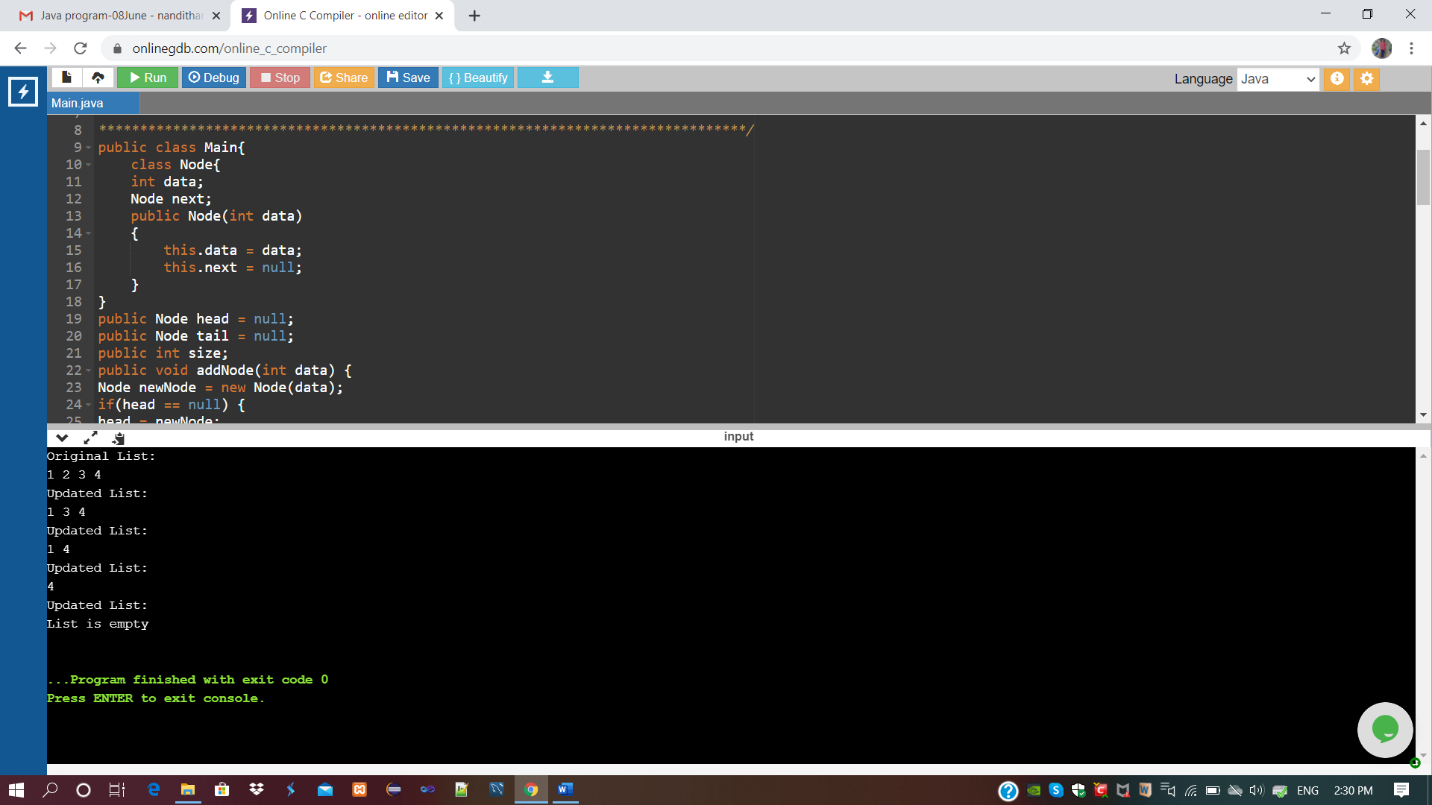 Java program-08June - nanditha
Online C Compiler - online editor
onlinegdb.com/online_c_compiler
Run
Debug
Stop
Share
Save
{ } Beautify
Language
Java
Main.java
8 *******************************************************************************/
9 public class Main{
10 class Node{
11 int data;
12 Node next;
13 public Node(int data)
14 {
15 this.data = data;
16 this.next = null;
17 }
18 }
19 public Node head = null;
20 public Node tail = null;
21 public int size;
22 public void addNode(int data) {
23 Node newNode = new Node(data);
24 if(head == null) {
25 head = newNode;
input
Original List:
1 2 3 4
Updated List:
1 3 4
Updated List:
1 4
Updated List:
4
Updated List:
List is empty
...Program finished with exit code 0
Press ENTER to exit console.
ENG
2:30 PM